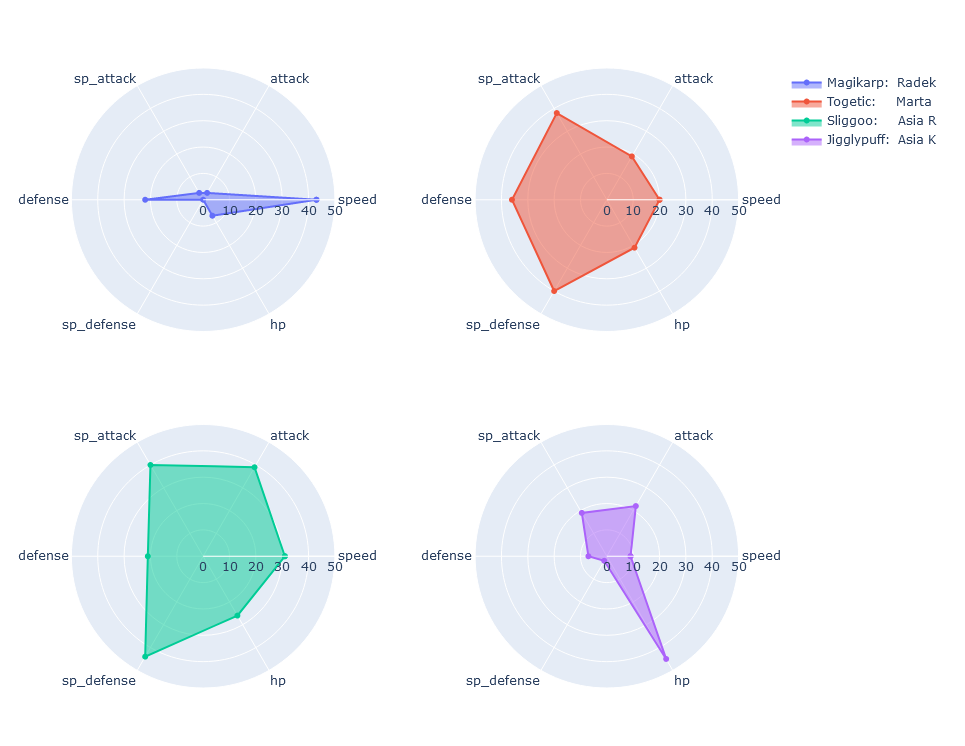 sp_attack attack
defense speed
0 10 20 30 40 50
sp_defense hp
sp_attack attack
defense speed
0 10 20 30 40 50
sp_defense hp
Magikarp: Radek
Togetic: Marta
Sliggoo: Asia R
Jigglypuff: Asia K
sp_attack attack
defense speed
0 10 20 30 40 50
sp_defense hp
sp_attack attack
defense speed
0 10 20 30 40 50
sp_defense hp